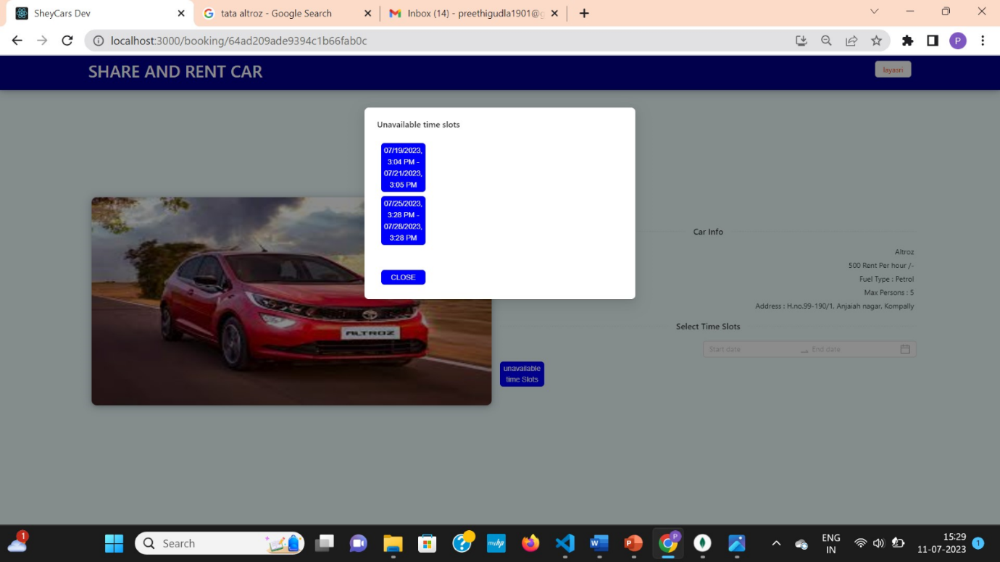 SheyCars Dev
tata altroz - Google Search
Inbox (14) - preethigudla1901@g
localhost:3000/booking/64ad209ade9394c1b66fab0c
P
SHARE AND RENT CAR
layasri
Unavailable time slots
07/19/2023,
3:04 PM -
07/21/2023,
3:05 PM
07/25/2023,
3:28 PM -
07/28/2023,
3:28 PM
CLOSE
ALTROZ
Car Info
Altroz
500 Rent Per hour /-
Fuel Type : Petrol
Max Persons : 5
Address : H.no.99-190/1, Anjaiah nagar, Kompally
Select Time Slots
Start date
End date
unavailable
time Slots
1
Search
myhp
W
P
P
ENG
IN
15:29
11-07-2023
1